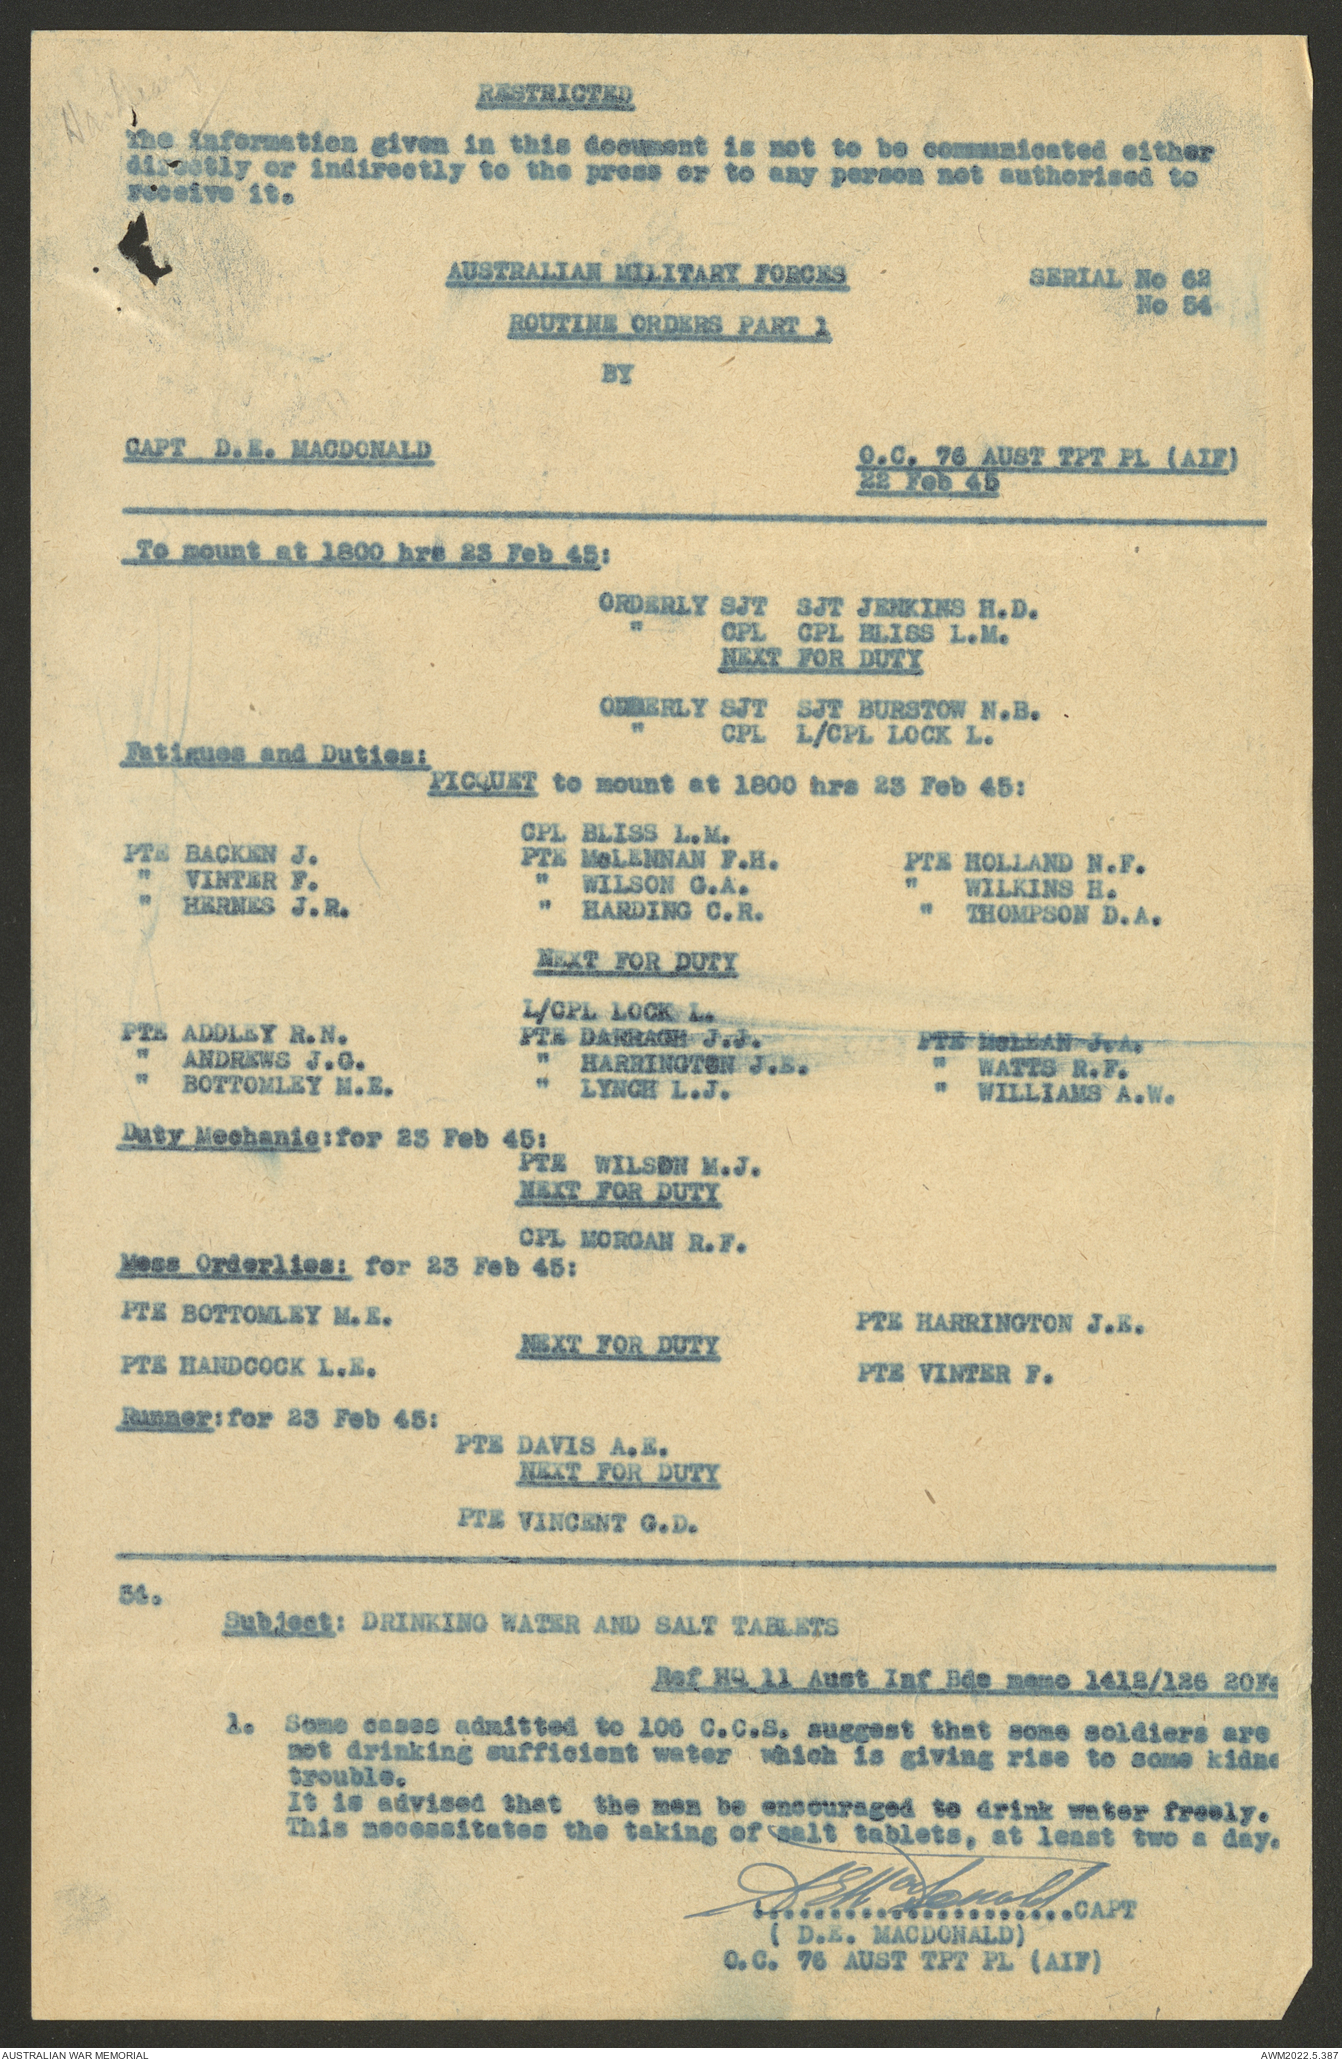 RESTRICTED
The information given in this document is not to be communicated either
directly or indirectly to the press or to any person not authorised to
receive it.
AUSTRALIAN MILITARY FORCES
SERIAL No 62
No 54
ROUTINE ORDERS PART 1
BY
CAPT D.E. MACDONALD
O.C. 76 AUST TPT PL (AIF)
22 Feb 45
To mount at 1800 hrs 23 Feb 45:
ORDERLY SJT SJT JENKINS H.D.
" CPL CPL BLISS L.M.
NEXT FOR DUTY
ORDERLY SJT SJT BURSTOW N.B.
" CPL L/CPL LOCK L.
Fatigues and Duties:
PICQUET to mount at 1800 hrs 23 Feb 45:
CPL BLISS L.M.
PTE BACKEN J. PTE McLENNAN F.H. PTE HOLLAND N.F.
" VINTER F. " WILSON G.A. " WILKINS H.
" HERNES J.R. " HARDING C.R. " THOMPSON D.A.
NEXT FOR DUTY
L/CPL LOCK L.
PTE ADDLEY R.N. PTE DARRAGH J.J. PTE McLEAN J.A.
" ANDREWS J.G. " HARRINGTON J.E. " WATTS R.F.
" BOTTOMLEY M.E. " LYNCH L.J. " WILLIAMS A.W.
Duty Mechanic:for 23 Feb 45:
PTE WILSON M.J.
NEXT FOR DUTY
CPL MORGAN R.F.
Mess Orderlies: for 23 Feb 45:
PTE BOTTOMLEY M.E. PTE HARRINGTON J.E.
NEXT FOR DUTY
PTE HANDCOCK L.E. PTE VINTER F.
Runner:for 23 Feb 45:
PTE DAVIS A.E.
NEXT FOR DUTY
PTE VINCENT G.D.
54.
Subject: DRINKING WATER AND SALT TABLETS
Ref HQ 11 Aust Inf Bde memo 1412/126 20Fe
1. Some cases admitted to 106 C.C.S. suggest that some soldiers are
not drinking sufficient water which is giving rise to some kidne
trouble.
It is advised that the men be encouraged to drink water freely.
This necessitates the taking of salt tablets, at least two a day.
DEMacDonald
....................CAPT
( D.E. MACDONALD)
O.C. 76 AUST TPT PL (AIF)
AUSTRALIAN WAR MEMORIAL
AWM2022.5.387